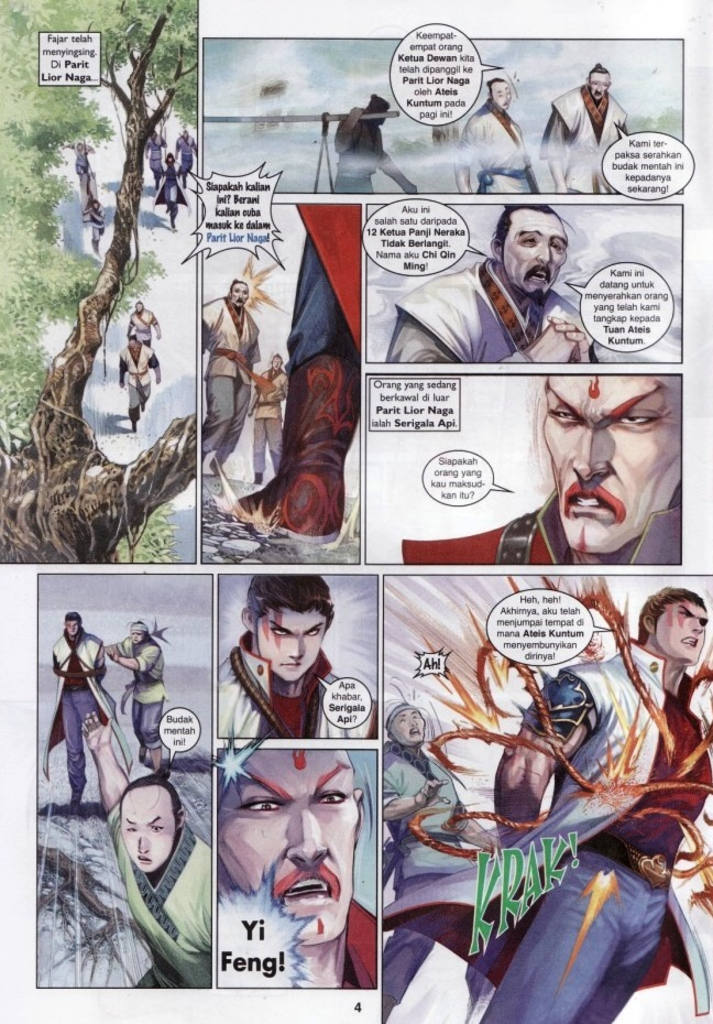 Fajar telah
menyingsing.
Di Parit
Lior Naga...
Keempat-
empat orang
Ketua Dewan kita
telah dipanggil ke
Parit Lior Naga
oleh Ateis
Kuntum pada
pagi ini!
Kami ter-
paksa serahkan
budak mentah ini
kepadanya
sekarang!
Siapakah kalian
ini? Berani
kalian cuba
masuk ke dalam
Parit Lior Naga!
Aku ini
salah satu daripada
12 Ketua Panji Neraka
Tidak Berlangit.
Nama aku Chi Qin
Ming!
Kami ini
datang untuk
menyerahkan orang
yang telah kami
tangkap kepada
Tuan Ateis
Kuntum.
Orang yang sedang
berkawal di luar
Parit Lior Naga
ialah Serigala Api.
Siapakah
orang yang
kau maksud-
kan itu?
Budak
mentah
ini!
Apa
khabar,
Serigala
Api?
Yi
Feng!
Heh, heh!
Akhirnya, aku telah
menjumpai tempat di
mana Ateis Kuntum
menyembunyikan
dirinya!
Ah!
KRAK!
4